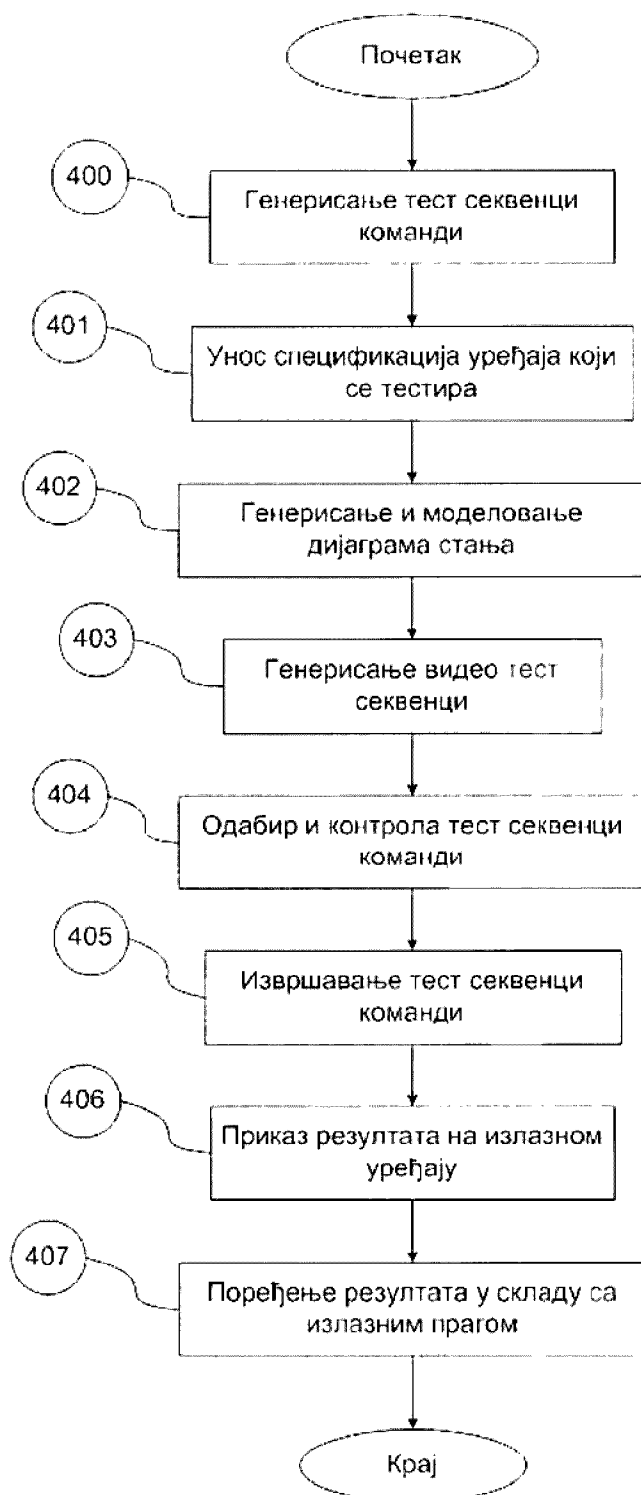 Почетак
400
Генерисање тест секвенци
команди
401
Унос спецификација уређаја који
се тестира
402
Генерисање и моделовање
дијаграма стања
403
Генерисање видео тест
секвенци
404
Одабир и контрола тест секвенци
команди
405
Извршавање тест секвенци
команди
406
Приказ резултата на излазном
уређају
407
Поређење резултата у складу са
излазним прагом
Крај